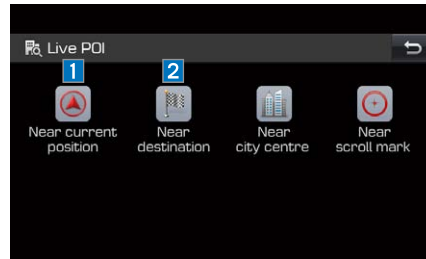 Live POI
1 2
Near current
position
Near
destination
Near
city centre
Near
scroll mark